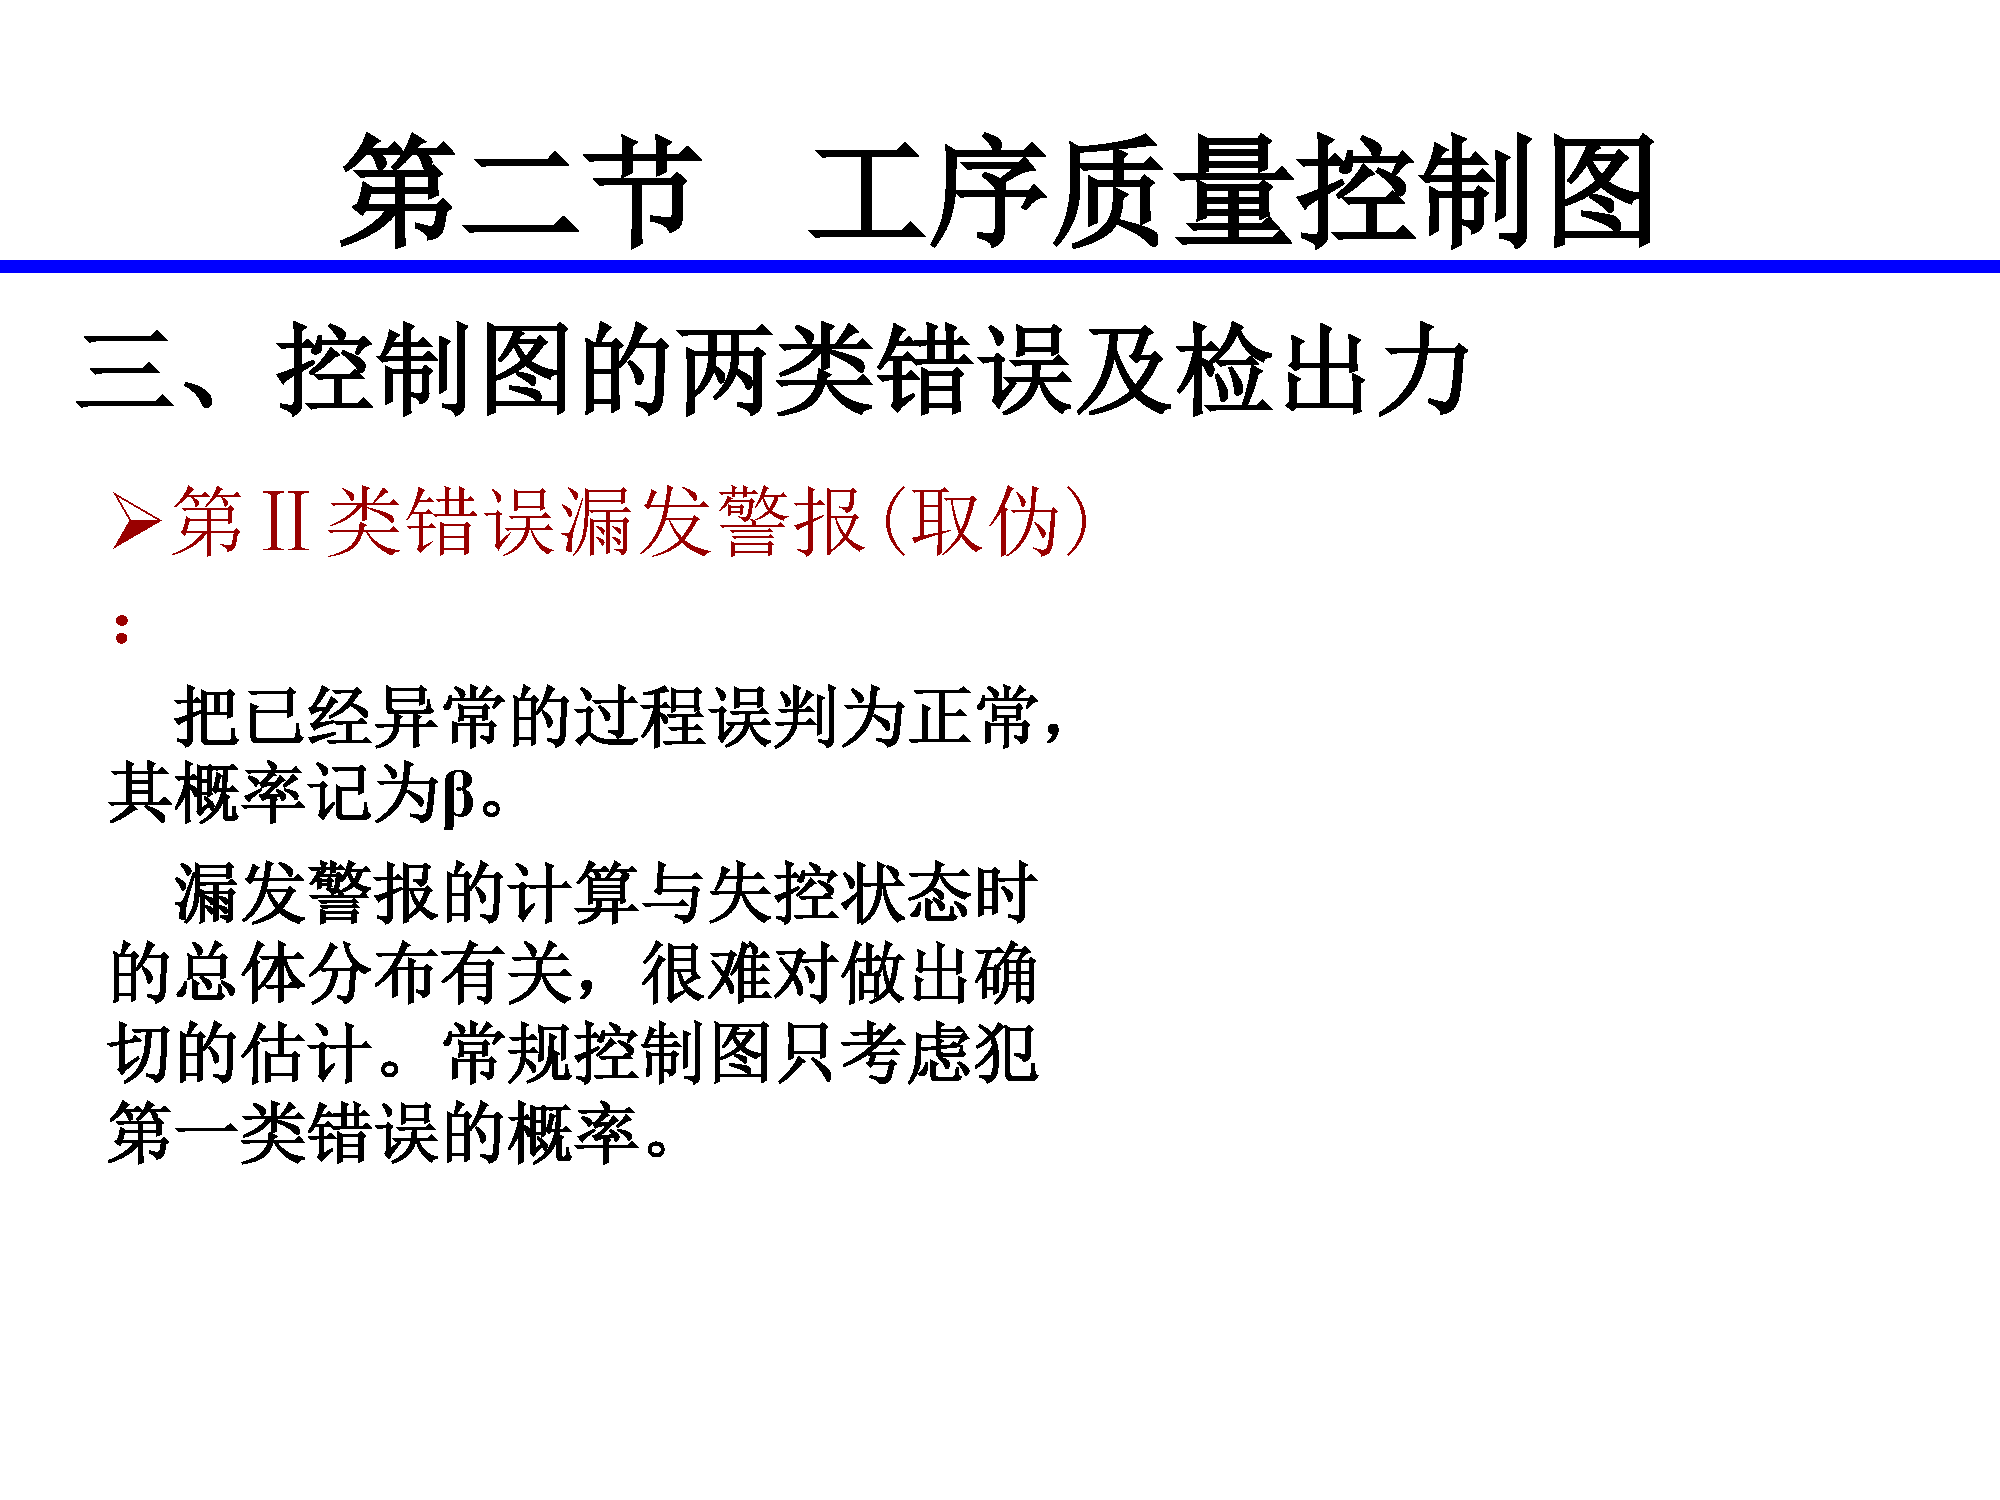 第二节 工序质量控制图
三、控制图的两类错误及检出力
➢第Ⅱ类错误漏发警报(取伪)
：
把已经异常的过程误判为正常，
其概率记为β。
漏发警报的计算与失控状态时
的总体分布有关，很难对做出确
切的估计。常规控制图只考虑犯
第一类错误的概率。